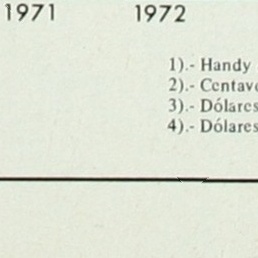 1971 1972
1).- Handy
2).- Centavo
3).- Dólares
4).- Dólares